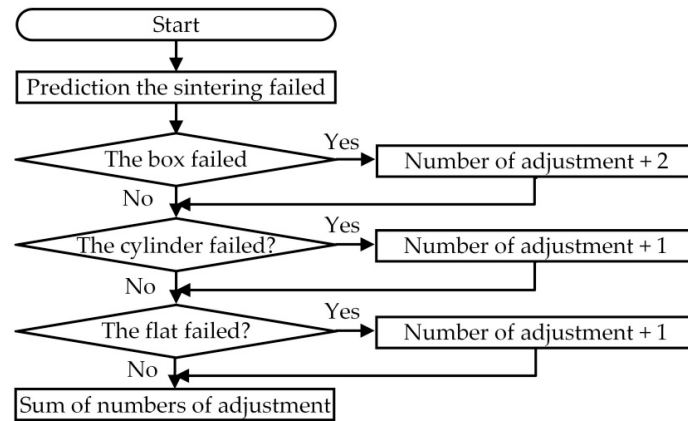 Start
Prediction the sintering failed
The box failed
Yes
Number of adjustment + 2
No
The cylinder failed?
Yes
Number of adjustment + 1
No
The flat failed?
Yes
Number of adjustment + 1
No
Sum of numbers of adjustment